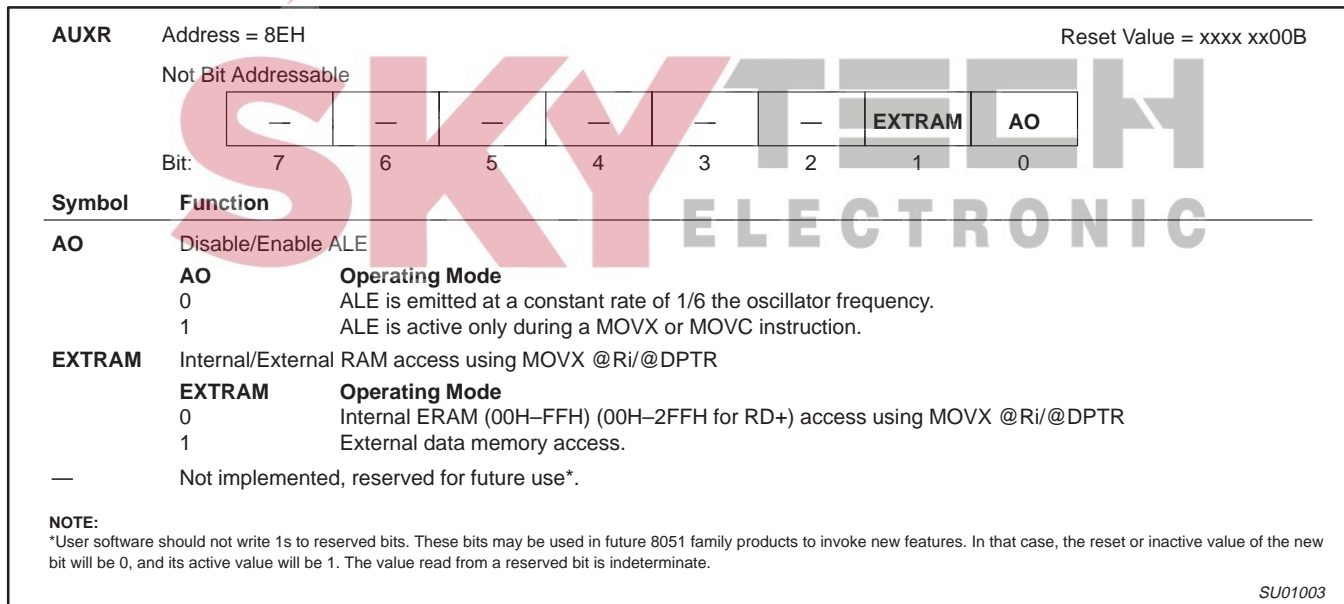 AUXR Address = 8EH Reset Value = xxxx xx00B
Not Bit Addressable
— — — — — — EXTRAM AO
Bit: 7 6 5 4 3 2 1 0
SKYTECH
ELECTRONIC
Symbol Function
AO Disable/Enable ALE
AO Operating Mode
0 ALE is emitted at a constant rate of 1/6 the oscillator frequency.
1 ALE is active only during a MOVX or MOVC instruction.
EXTRAM Internal/External RAM access using MOVX @Ri/@DPTR
EXTRAM Operating Mode
0 Internal ERAM (00H–FFH) (00H–2FFH for RD+) access using MOVX @Ri/@DPTR
1 External data memory access.
— Not implemented, reserved for future use*.
NOTE:
*User software should not write 1s to reserved bits. These bits may be used in future 8051 family products to invoke new features. In that case, the reset or inactive value of the new
bit will be 0, and its active value will be 1. The value read from a reserved bit is indeterminate.
SU01003